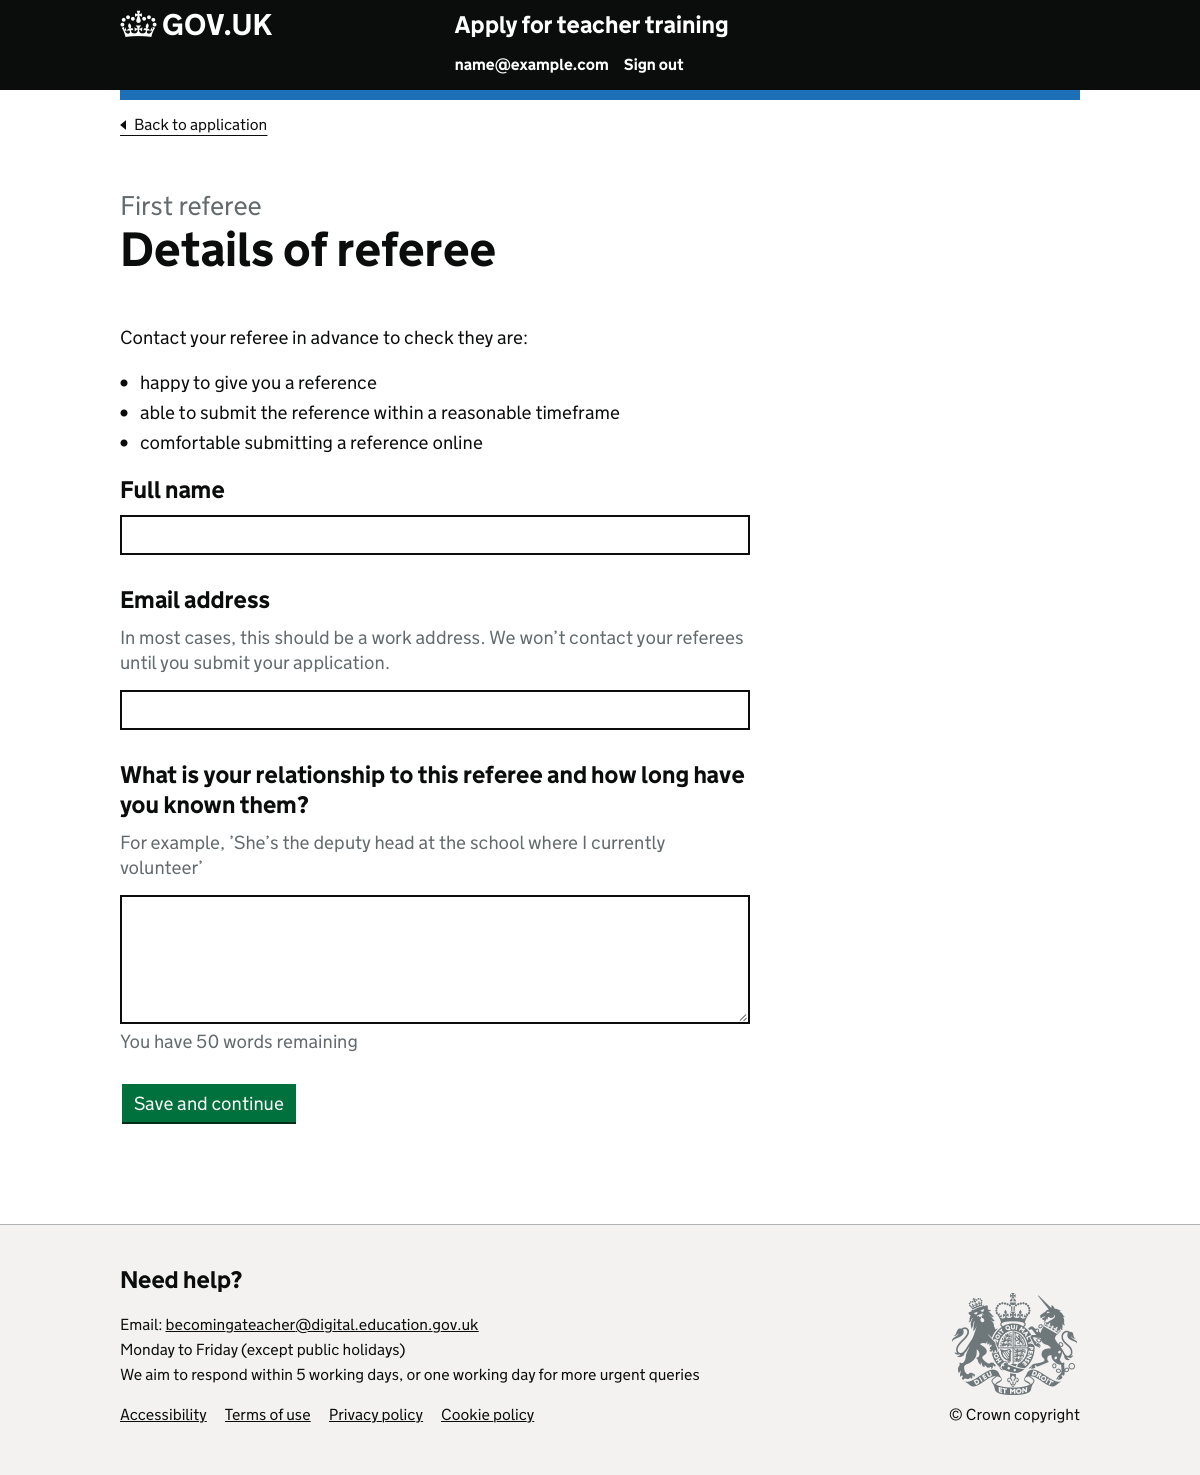 GOV.UK
Apply for teacher training
name@example.com Sign out
Back to application
First referee
Details of referee
Contact your referee in advance to check they are:
• happy to give you a reference
• able to submit the reference within a reasonable timeframe
• comfortable submitting a reference online
Full name
Email address
In most cases, this should be a work address. We won’t contact your referees
until you submit your application.
What is your relationship to this referee and how long have
you known them?
For example, ’She’s the deputy head at the school where I currently
volunteer’
You have 50 words remaining
Save and continue
Need help?
Email: becomingateacher@digital.education.gov.uk
Monday to Friday (except public holidays)
We aim to respond within 5 working days, or one working day for more urgent queries
Accessibility Terms of use Privacy policy Cookie policy
DIEU ET MON DROIT
© Crown copyright